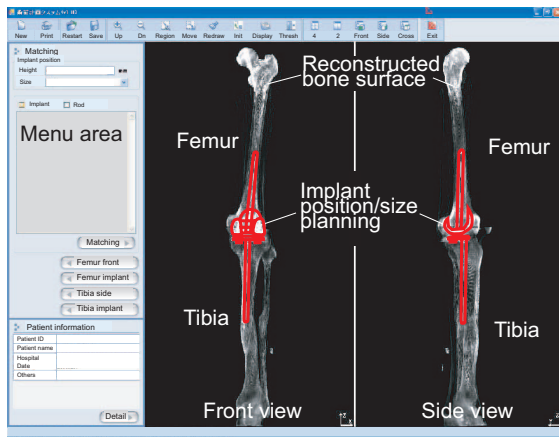 New Print Restart Save Up Dn Region Move Redraw Init Display Thresh 4 2 Front Side Cross Exit
Matching
Implant position
Height
mm
Size
Implant Rod
Menu area
Matching
Femur front
Femur implant
Tibia side
Tibia implant
Patient information
Patient ID
Patient name
Hospital
Date
Others
Detail
Reconstructed
bone surface
Femur
Femur
Implant
position/size
planning
Tibia
Tibia
Front view
Side view
z
x
z
x